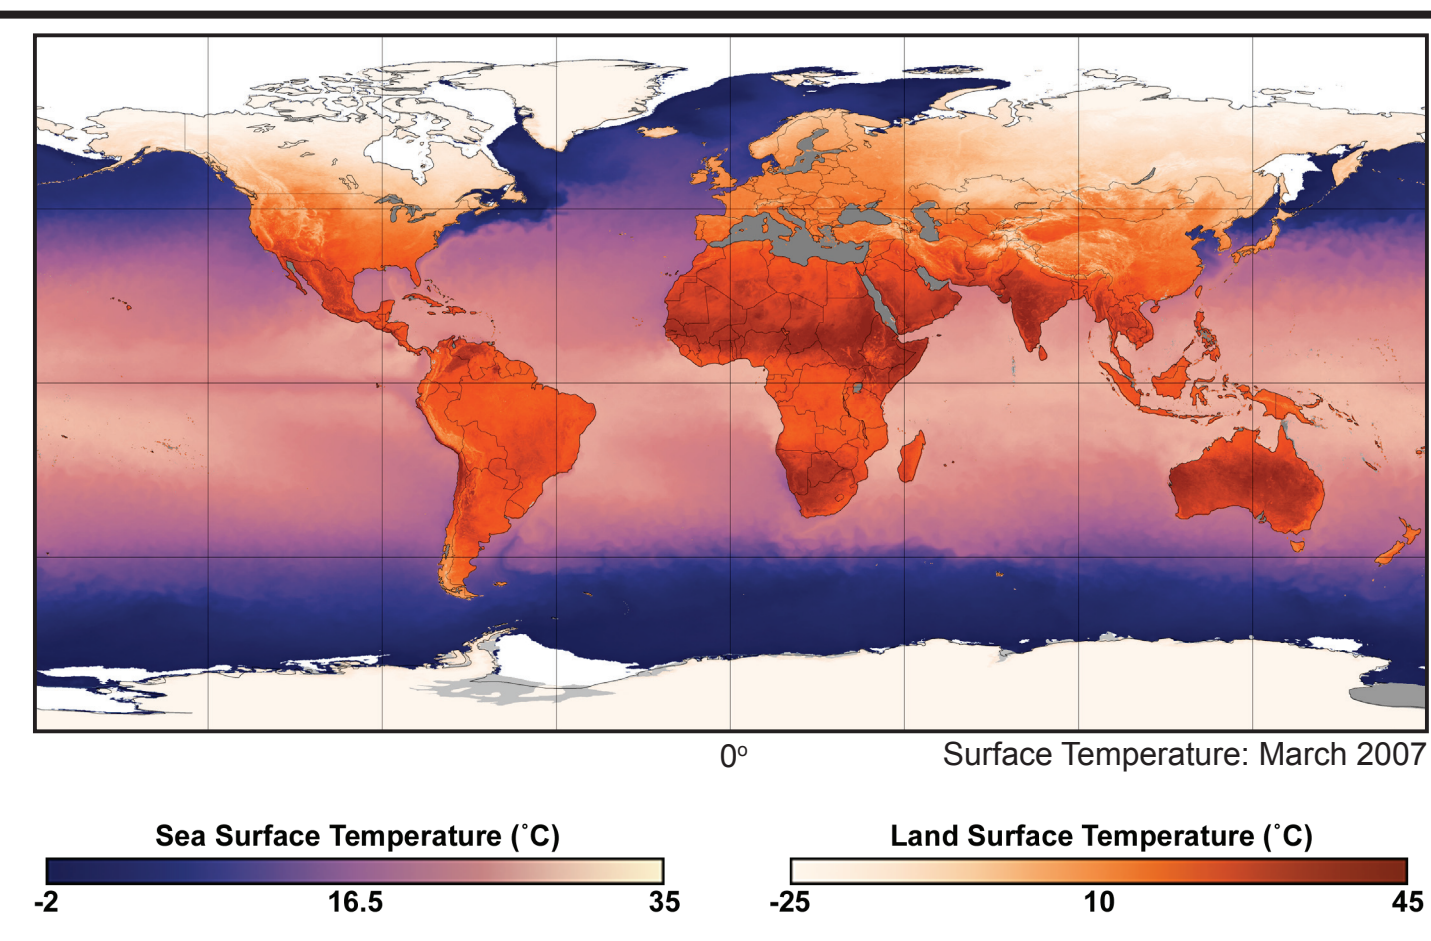 0°
Surface Temperature: March 2007
Sea Surface Temperature (˚C)
Land Surface Temperature (˚C)
-2 16.5 35
-25 10 45